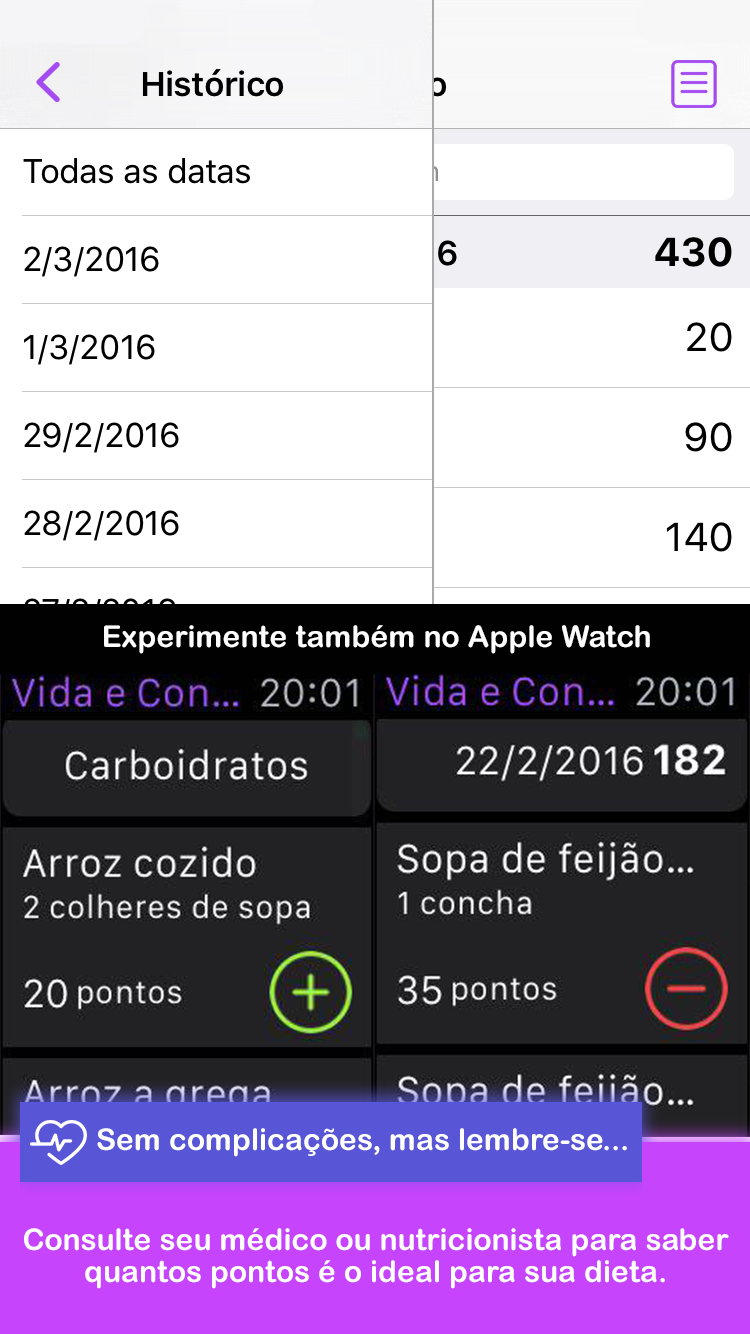 Histórico
Todas as datas
2/3/2016
1/3/2016
29/2/2016
28/2/2016
6 430
20
90
140
Experimente também no Apple Watch
Vida e Con... 20:01
Carboidratos
Arroz cozido
2 colheres de sopa
20 pontos
Arroz a grega
Vida e Con... 20:01
22/2/2016 182
Sopa de feijão...
1 concha
35 pontos
Sopa de feijão...
Sem complicações, mas lembre-se...
Consulte seu médico ou nutricionista para saber
quantos pontos é o ideal para sua dieta.